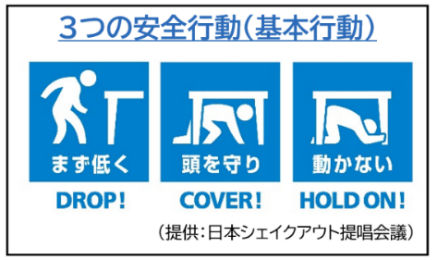 3つの安全行動(基本行動)
まず低く
頭を守り
動かない
DROP!
COVER!
HOLD ON!
(提供:日本シェイクアウト提唱会議)